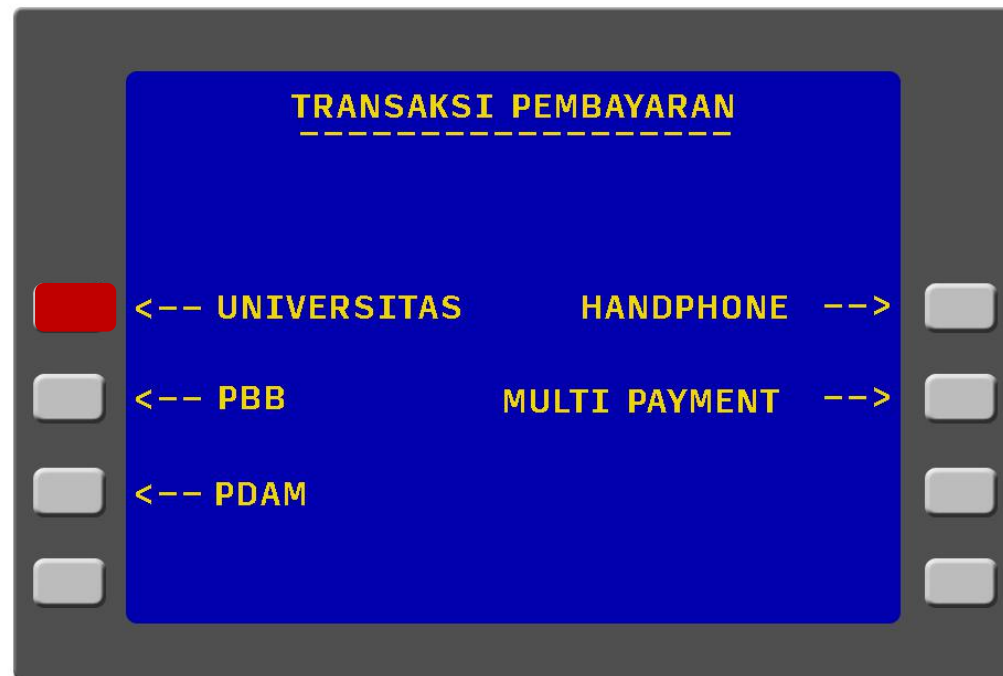 TRANSAKSI PEMBAYARAN
------------------
<-- UNIVERSITAS
HANDPHONE -->
<-- PBB
MULTI PAYMENT -->
<-- PDAM